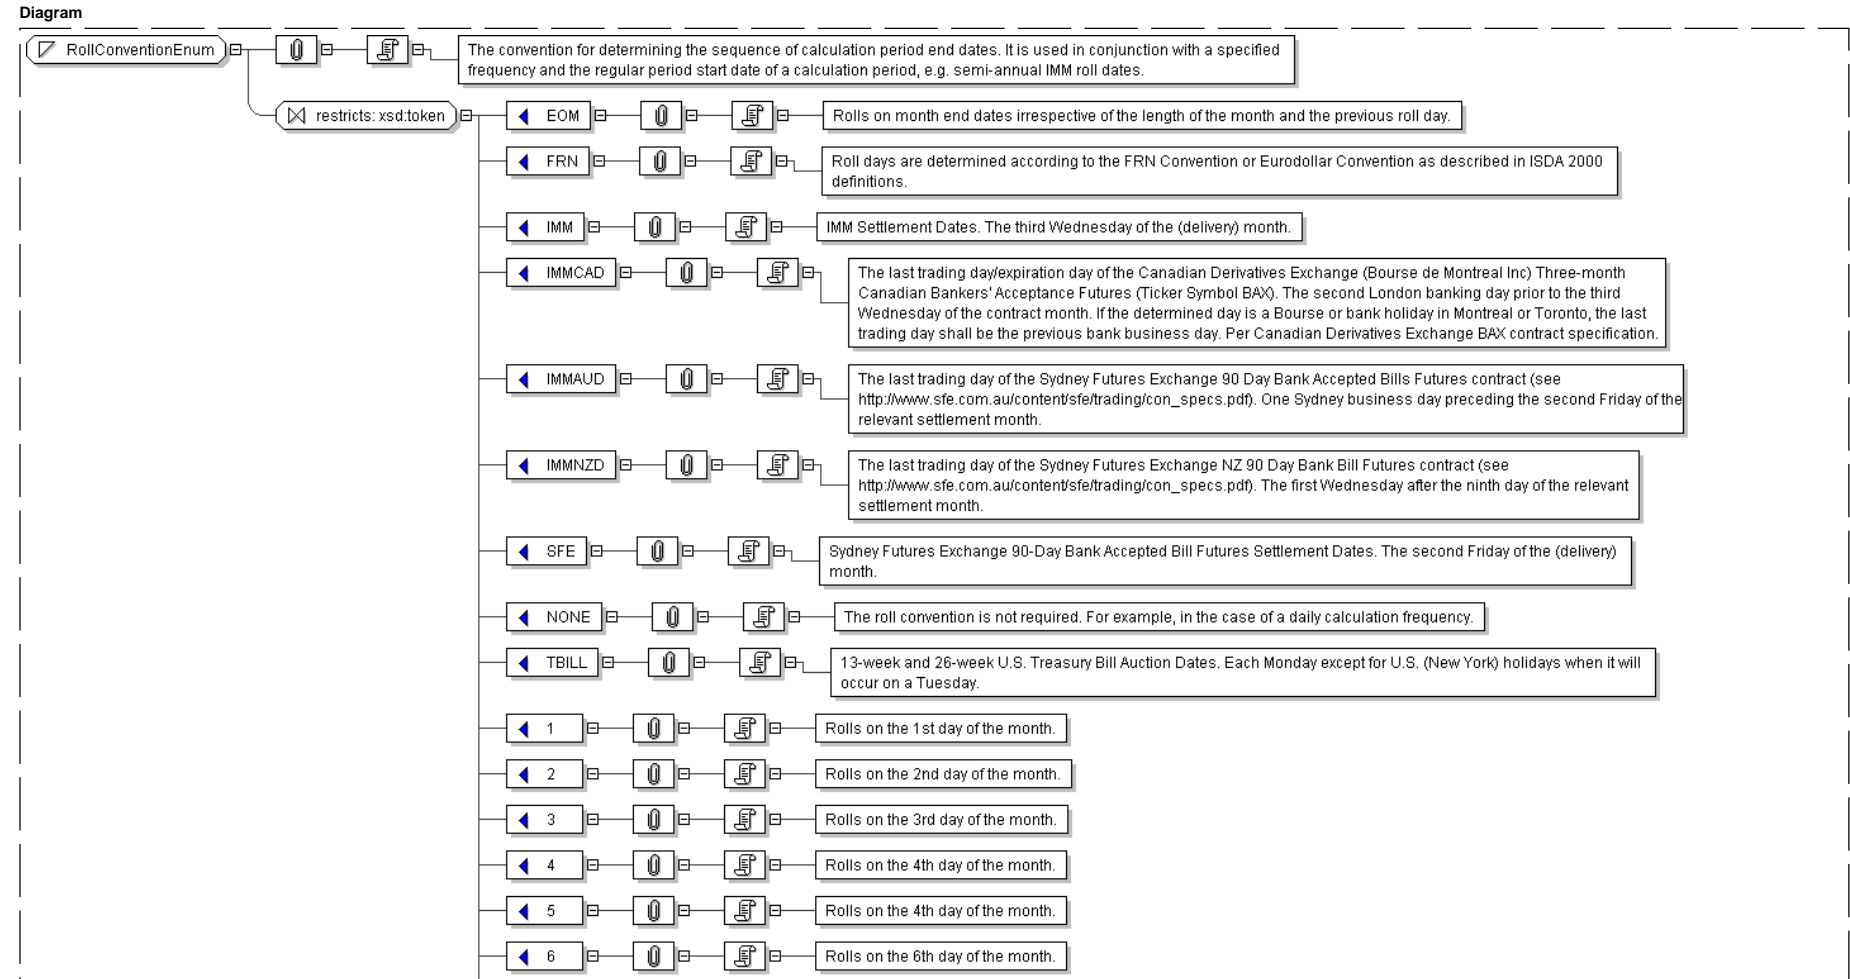 Diagram
RollConventionEnum
The convention for determining the sequence of calculation period end dates. It is used in conjunction with a specified
frequency and the regular period start date of a calculation period, e.g. semi-annual IMM roll dates.
restricts: xsd:token
EOM
Rolls on month end dates irrespective of the length of the month and the previous roll day.
FRN
Roll days are determined according to the FRN Convention or Eurodollar Convention as described in ISDA 2000
definitions.
IMM
IMM Settlement Dates. The third Wednesday of the (delivery) month.
IMMCAD
The last trading day/expiration day of the Canadian Derivatives Exchange (Bourse de Montreal Inc) Three-month
Canadian Bankers' Acceptance Futures (Ticker Symbol BAX). The second London banking day prior to the third
Wednesday of the contract month. If the determined day is a Bourse or bank holiday in Montreal or Toronto, the last
trading day shall be the previous bank business day. Per Canadian Derivatives Exchange BAX contract specification.
IMMAUD
The last trading day of the Sydney Futures Exchange 90 Day Bank Accepted Bills Futures contract (see
http://www.sfe.com.au/content/sfe/trading/con_specs.pdf). One Sydney business day preceding the second Friday of the
relevant settlement month.
IMMNZD
The last trading day of the Sydney Futures Exchange NZ 90 Day Bank Bill Futures contract (see
http://www.sfe.com.au/content/sfe/trading/con_specs.pdf). The first Wednesday after the ninth day of the relevant
settlement month.
SFE
Sydney Futures Exchange 90-Day Bank Accepted Bill Futures Settlement Dates. The second Friday of the (delivery)
month.
NONE
The roll convention is not required. For example, in the case of a daily calculation frequency.
TBILL
13-week and 26-week U.S. Treasury Bill Auction Dates. Each Monday except for U.S. (New York) holidays when it will
occur on a Tuesday.
1
Rolls on the 1st day of the month.
2
Rolls on the 2nd day of the month.
3
Rolls on the 3rd day of the month.
4
Rolls on the 4th day of the month.
5
Rolls on the 4th day of the month.
6
Rolls on the 6th day of the month.